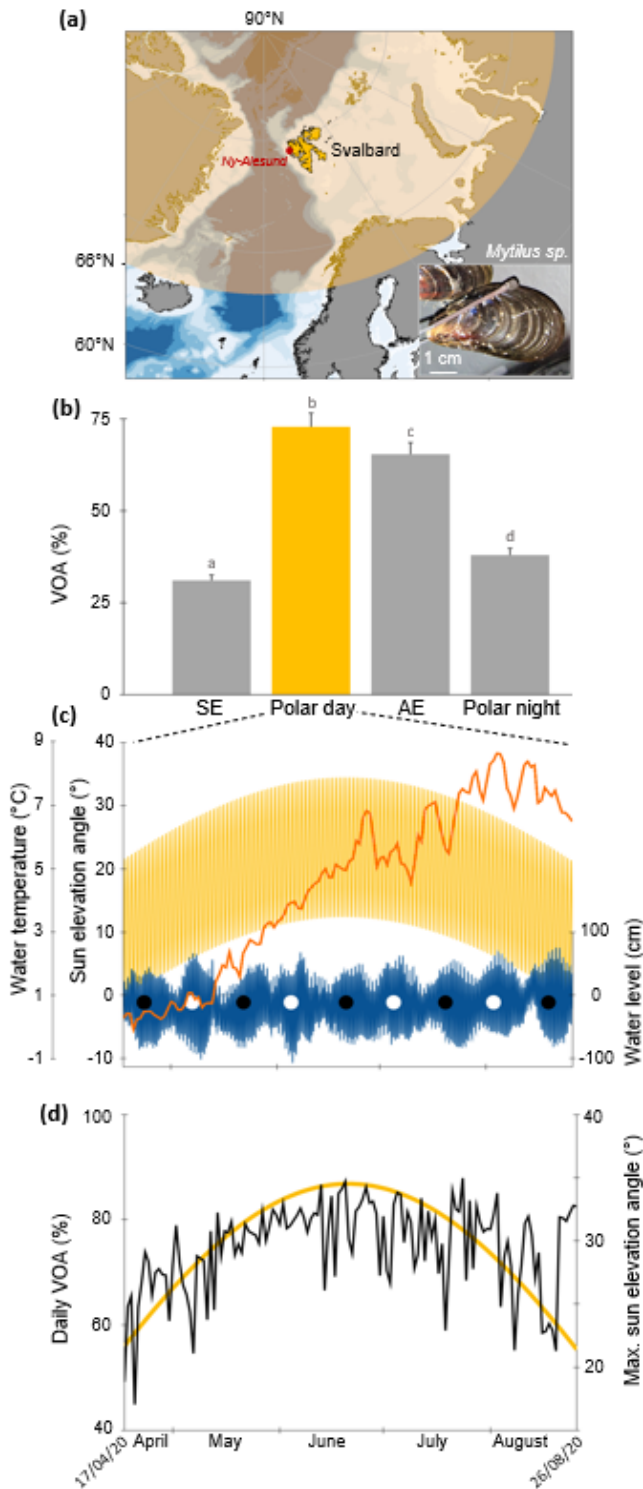 (a)
90°N
Ny-Alesund
Svalbard
66°N
60°N
Mytilus sp.
1 cm
(b)
VOA (%)
75
50
25
0
b
c
a
d
SE Polar day AE Polar night
(c)
Water temperature (°C)
9
7
5
3
1
-1
Sun elevation angle (°)
40
30
20
10
0
-10
Water level (cm)
100
0
-100
(d)
Daily VOA (%)
100
80
60
40
Max. sun elevation angle (°)
40
30
20
17/04/20 April May June July August 26/08/20